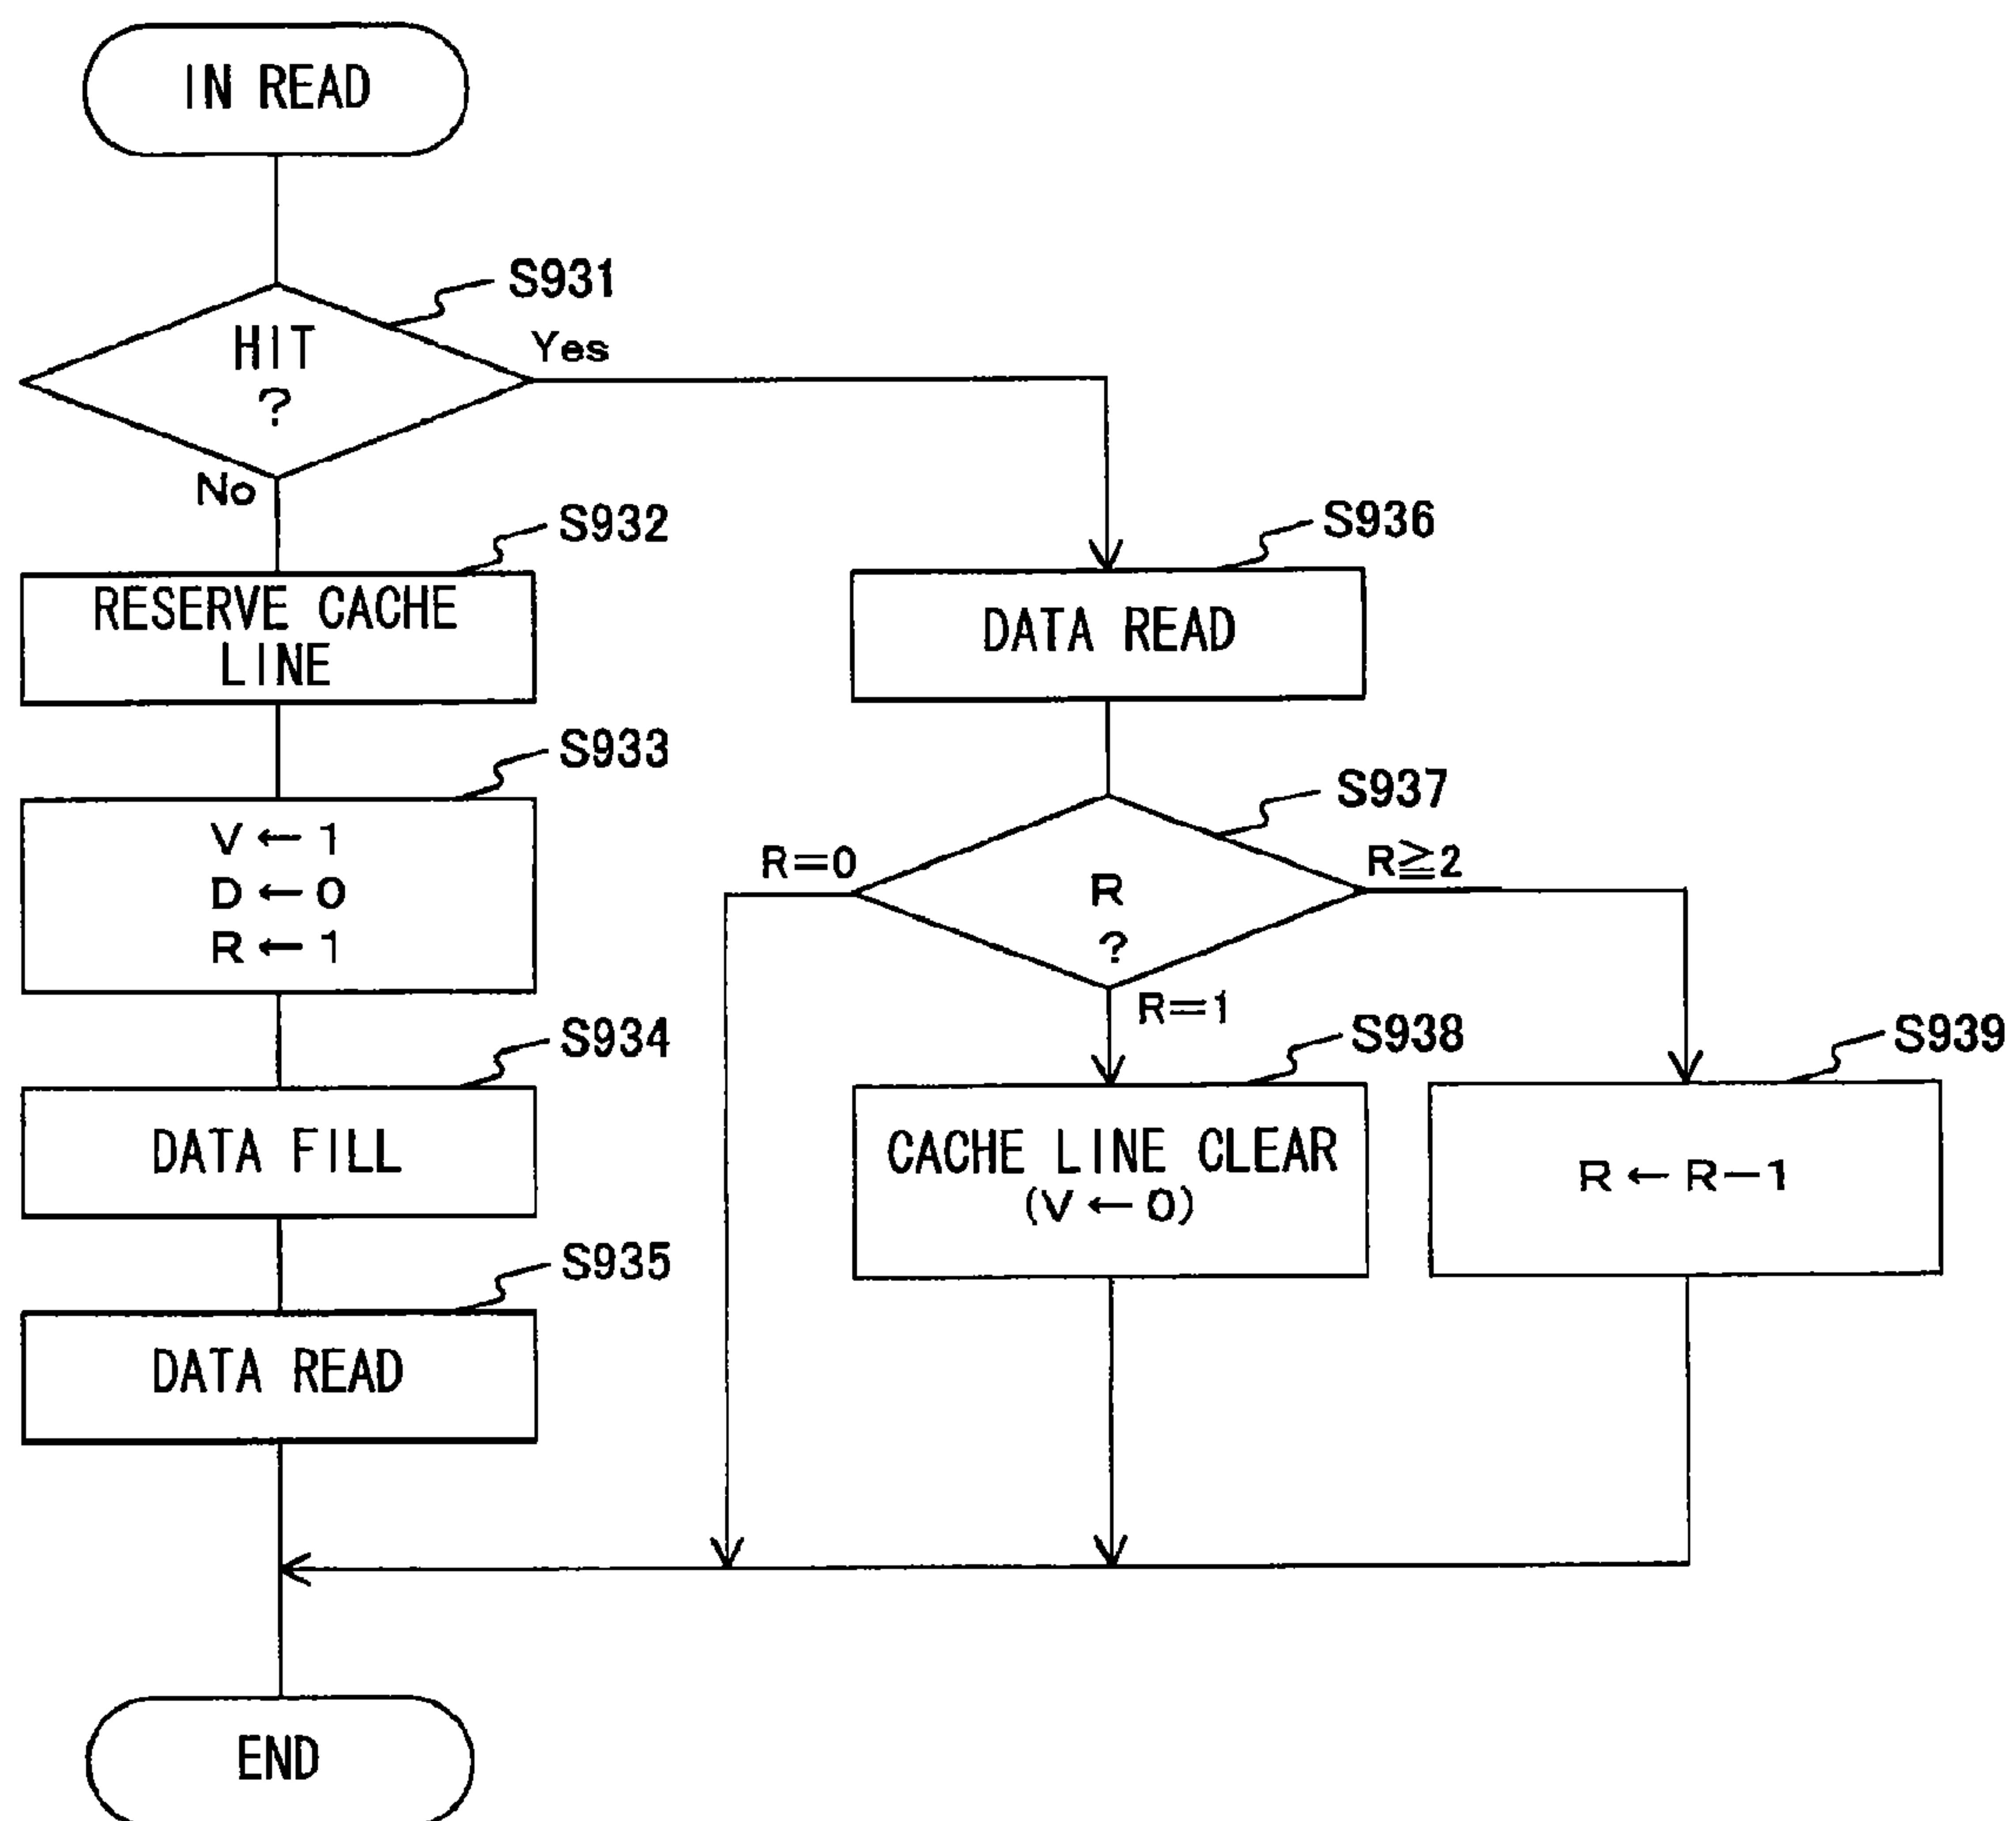 IN READ
S931
HIT
?
Yes
No
S932
RESERVE CACHE
LINE
S933
V ← 1
D ← 0
R ← 1
S934
DATA FILL
S935
DATA READ
S936
DATA READ
S937
R=0
R
?
R≧2
R=1
S938
CACHE LINE CLEAR
(V ← 0)
S939
R ← R−1
END